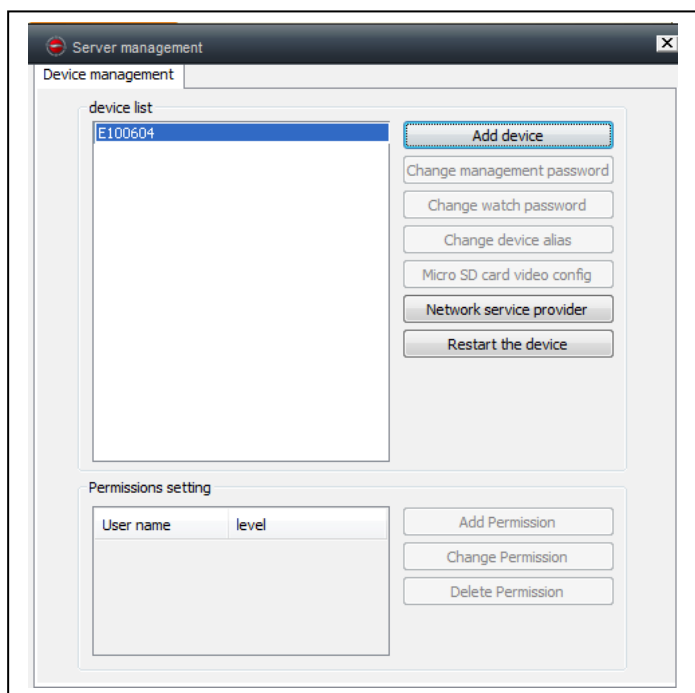 Server management
Device management
device list
E100604
Add device
Change management password
Change watch password
Change device alias
Micro SD card video config
Network service provider
Restart the device
Permissions setting
User name level
Add Permission
Change Permission
Delete Permission